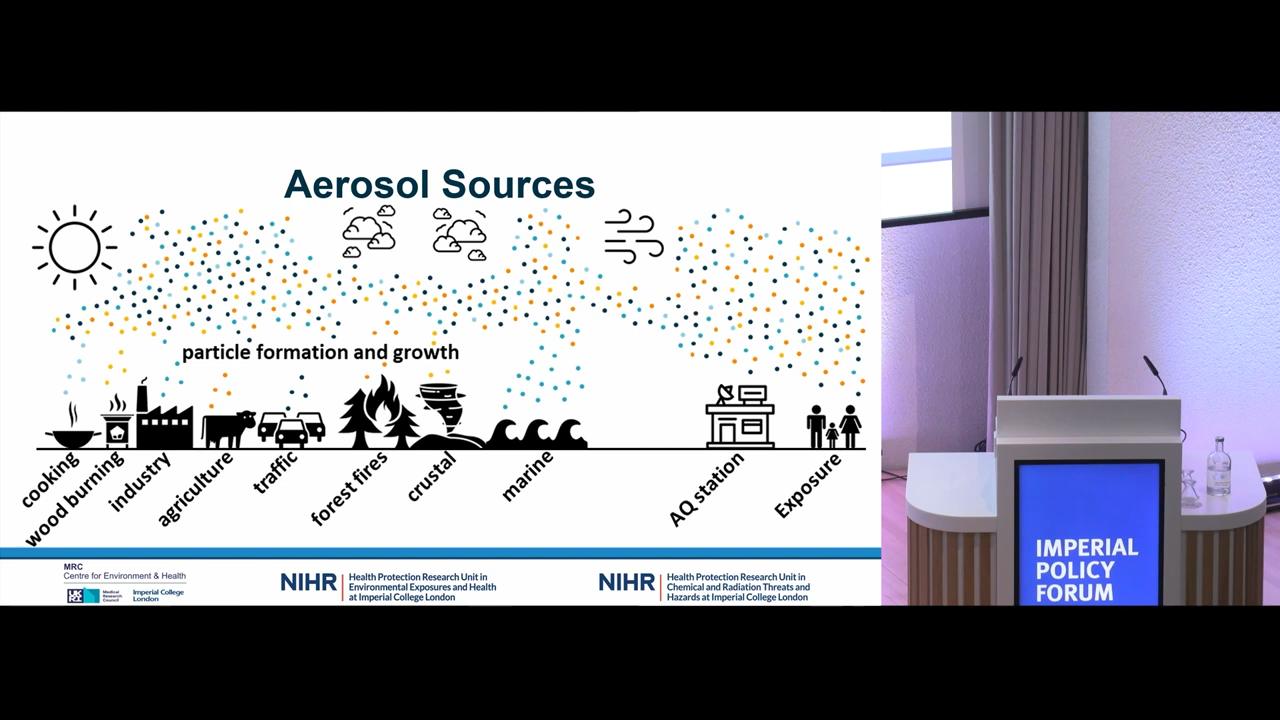 Aerosol Sources
particle formation and growth
cooking
wood burning
industry
agriculture
traffic
forest fires
crustal
marine
AQ station
Exposure
MRC
Centre for Environment & Health
Medical
Research
Council
Imperial College
London
NIHR
Health Protection Research Unit in
Environmental Exposures and Health
at Imperial College London
NIHR
Health Protection Research Unit in
Chemical and Radiation Threats and
Hazards at Imperial College London
IMPERIAL
POLICY
FORUM